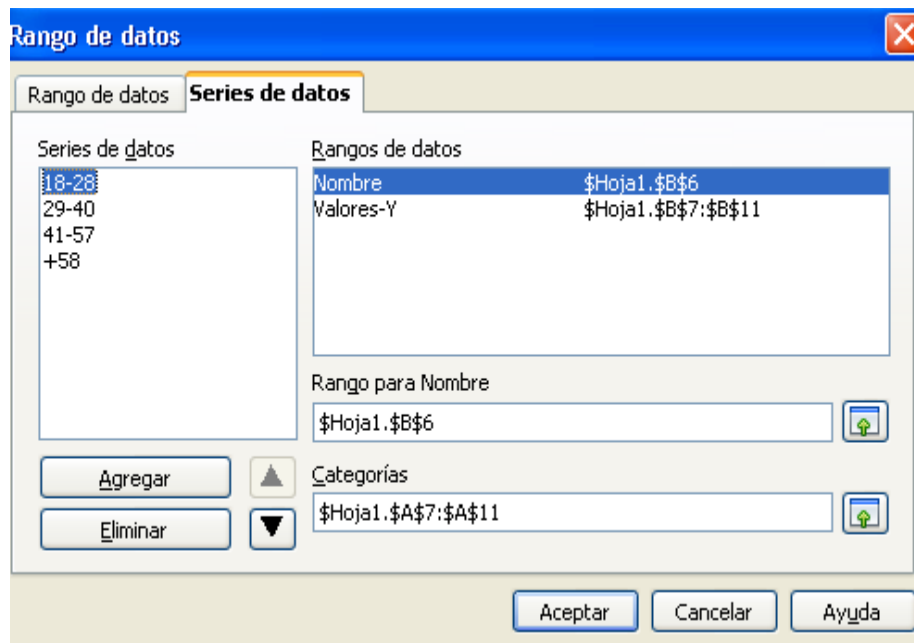 Rango de datos
Rango de datos Series de datos
Series de datos
18-28
29-40
41-57
+58
Agregar
Eliminar
Rangos de datos
Nombre $Hoja1.$B$6
Valores-Y $Hoja1.$B$7:$B$11
Rango para Nombre
$Hoja1.$B$6
Categorías
$Hoja1.$A$7:$A$11
Aceptar Cancelar Ayuda